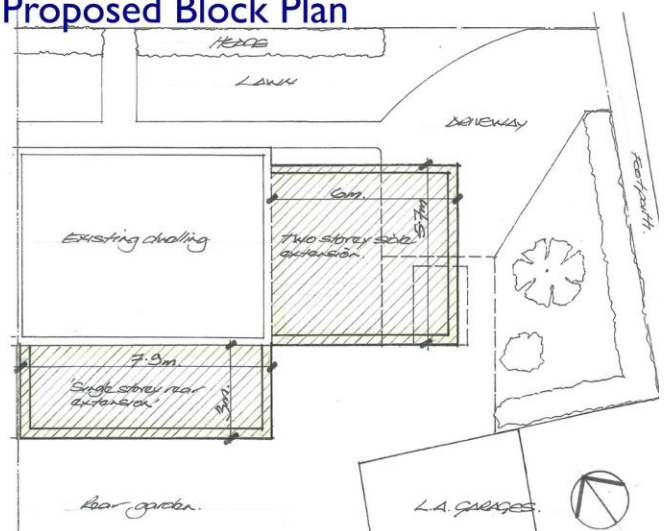 Proposed Block Plan
HEDGE
LAWN
DRIVEWAY
FOOTPATH.
6m.
5.7m
Existing dwelling
Two storey side
extension.
7.9m.
3m.
'Single storey rear
extension'
Rear garden.
L.A. GARAGES.